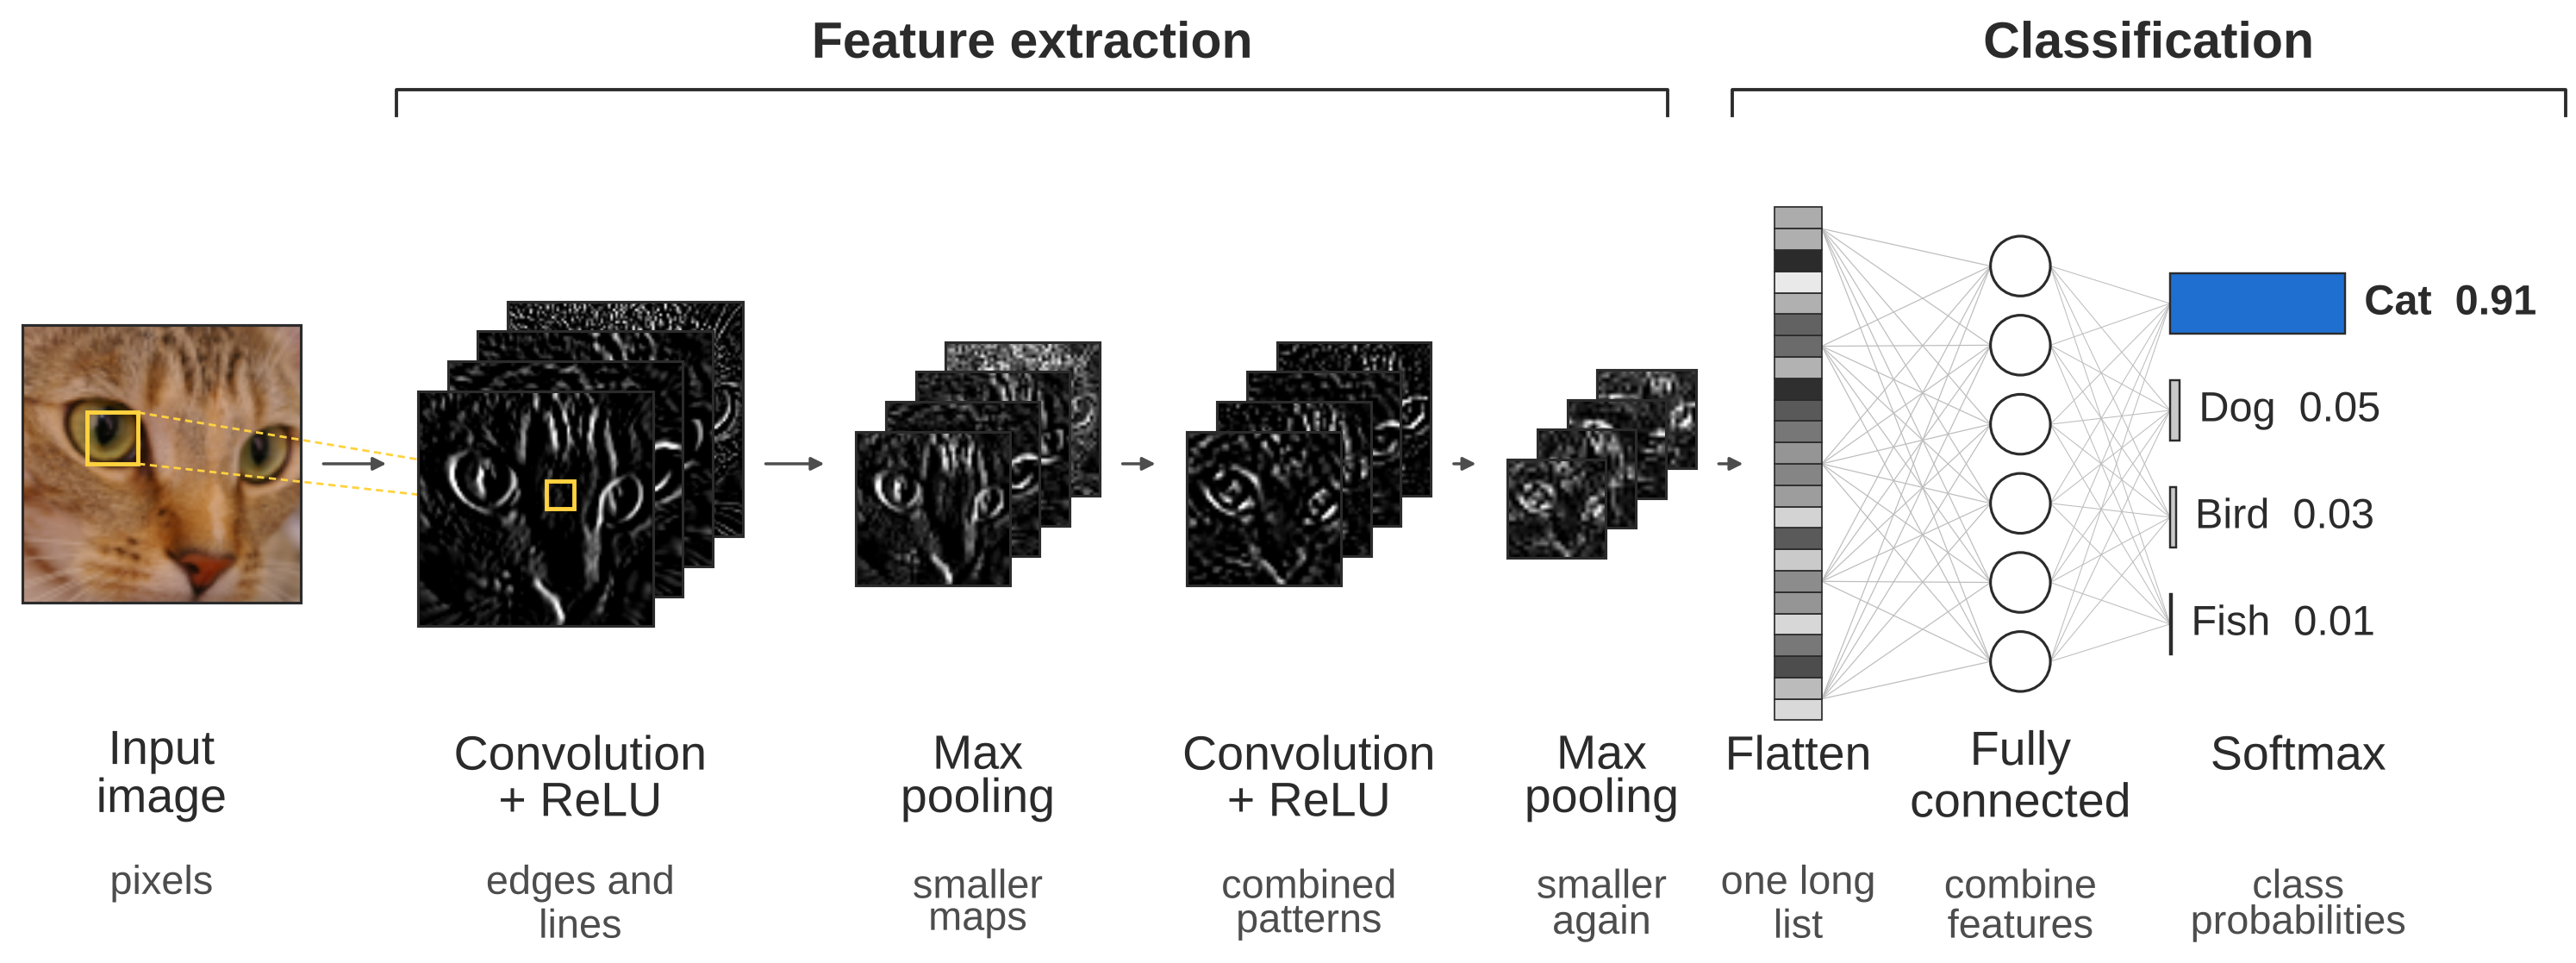 Feature extraction
Classification
Cat 0.91
Dog 0.05
Bird 0.03
Fish 0.01
Input
image
pixels
Convolution
+ ReLU
edges and
lines
Max
pooling
smaller
maps
Convolution
+ ReLU
combined
patterns
Max
pooling
smaller
again
Flatten
one long
list
Fully
connected
combine
features
Softmax
class
probabilities